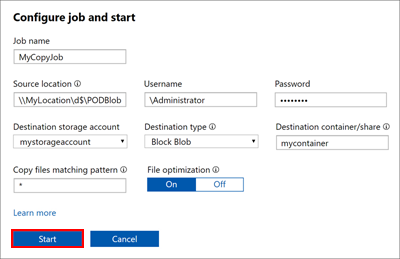 Configure job and start
Job name
MyCopyJob
Source location Username Password
\\MyLocation\d$\PODBlob \Administrator ••••••••
Destination storage account Destination type Destination container/share
mystorageaccount Block Blob mycontainer
Copy files matching pattern File optimization
* On Off
Learn more
Start Cancel